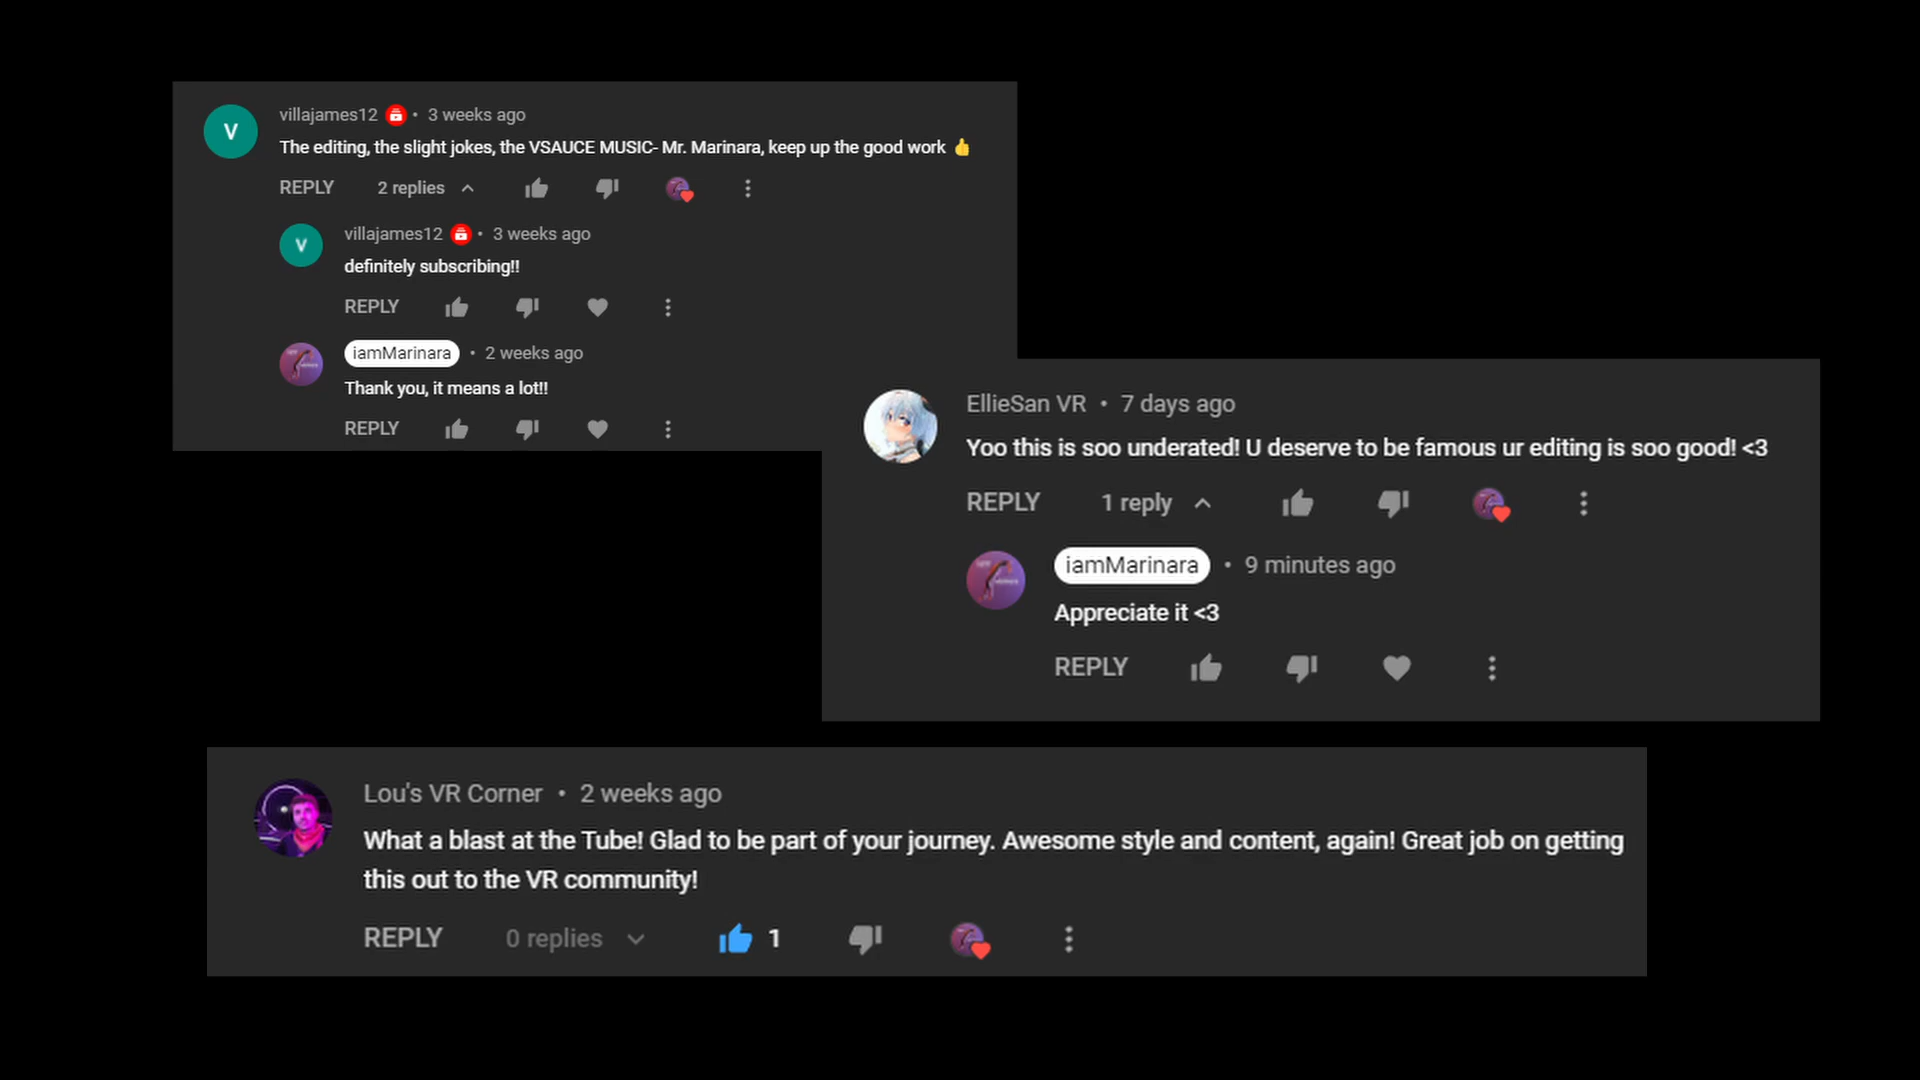 V
villajames12 • 3 weeks ago
The editing, the slight jokes, the VSAUCE MUSIC- Mr. Marinara, keep up the good work 👍
REPLY 2 replies
V
villajames12 • 3 weeks ago
definitely subscribing!!
REPLY
iamMarinara • 2 weeks ago
Thank you, it means a lot!!
REPLY
EllieSan VR • 7 days ago
Yoo this is soo underated! U deserve to be famous ur editing is soo good! <3
REPLY 1 reply
iamMarinara • 9 minutes ago
Appreciate it <3
REPLY
Lou's VR Corner • 2 weeks ago
What a blast at the Tube! Glad to be part of your journey. Awesome style and content, again! Great job on getting
this out to the VR community!
REPLY 0 replies 1